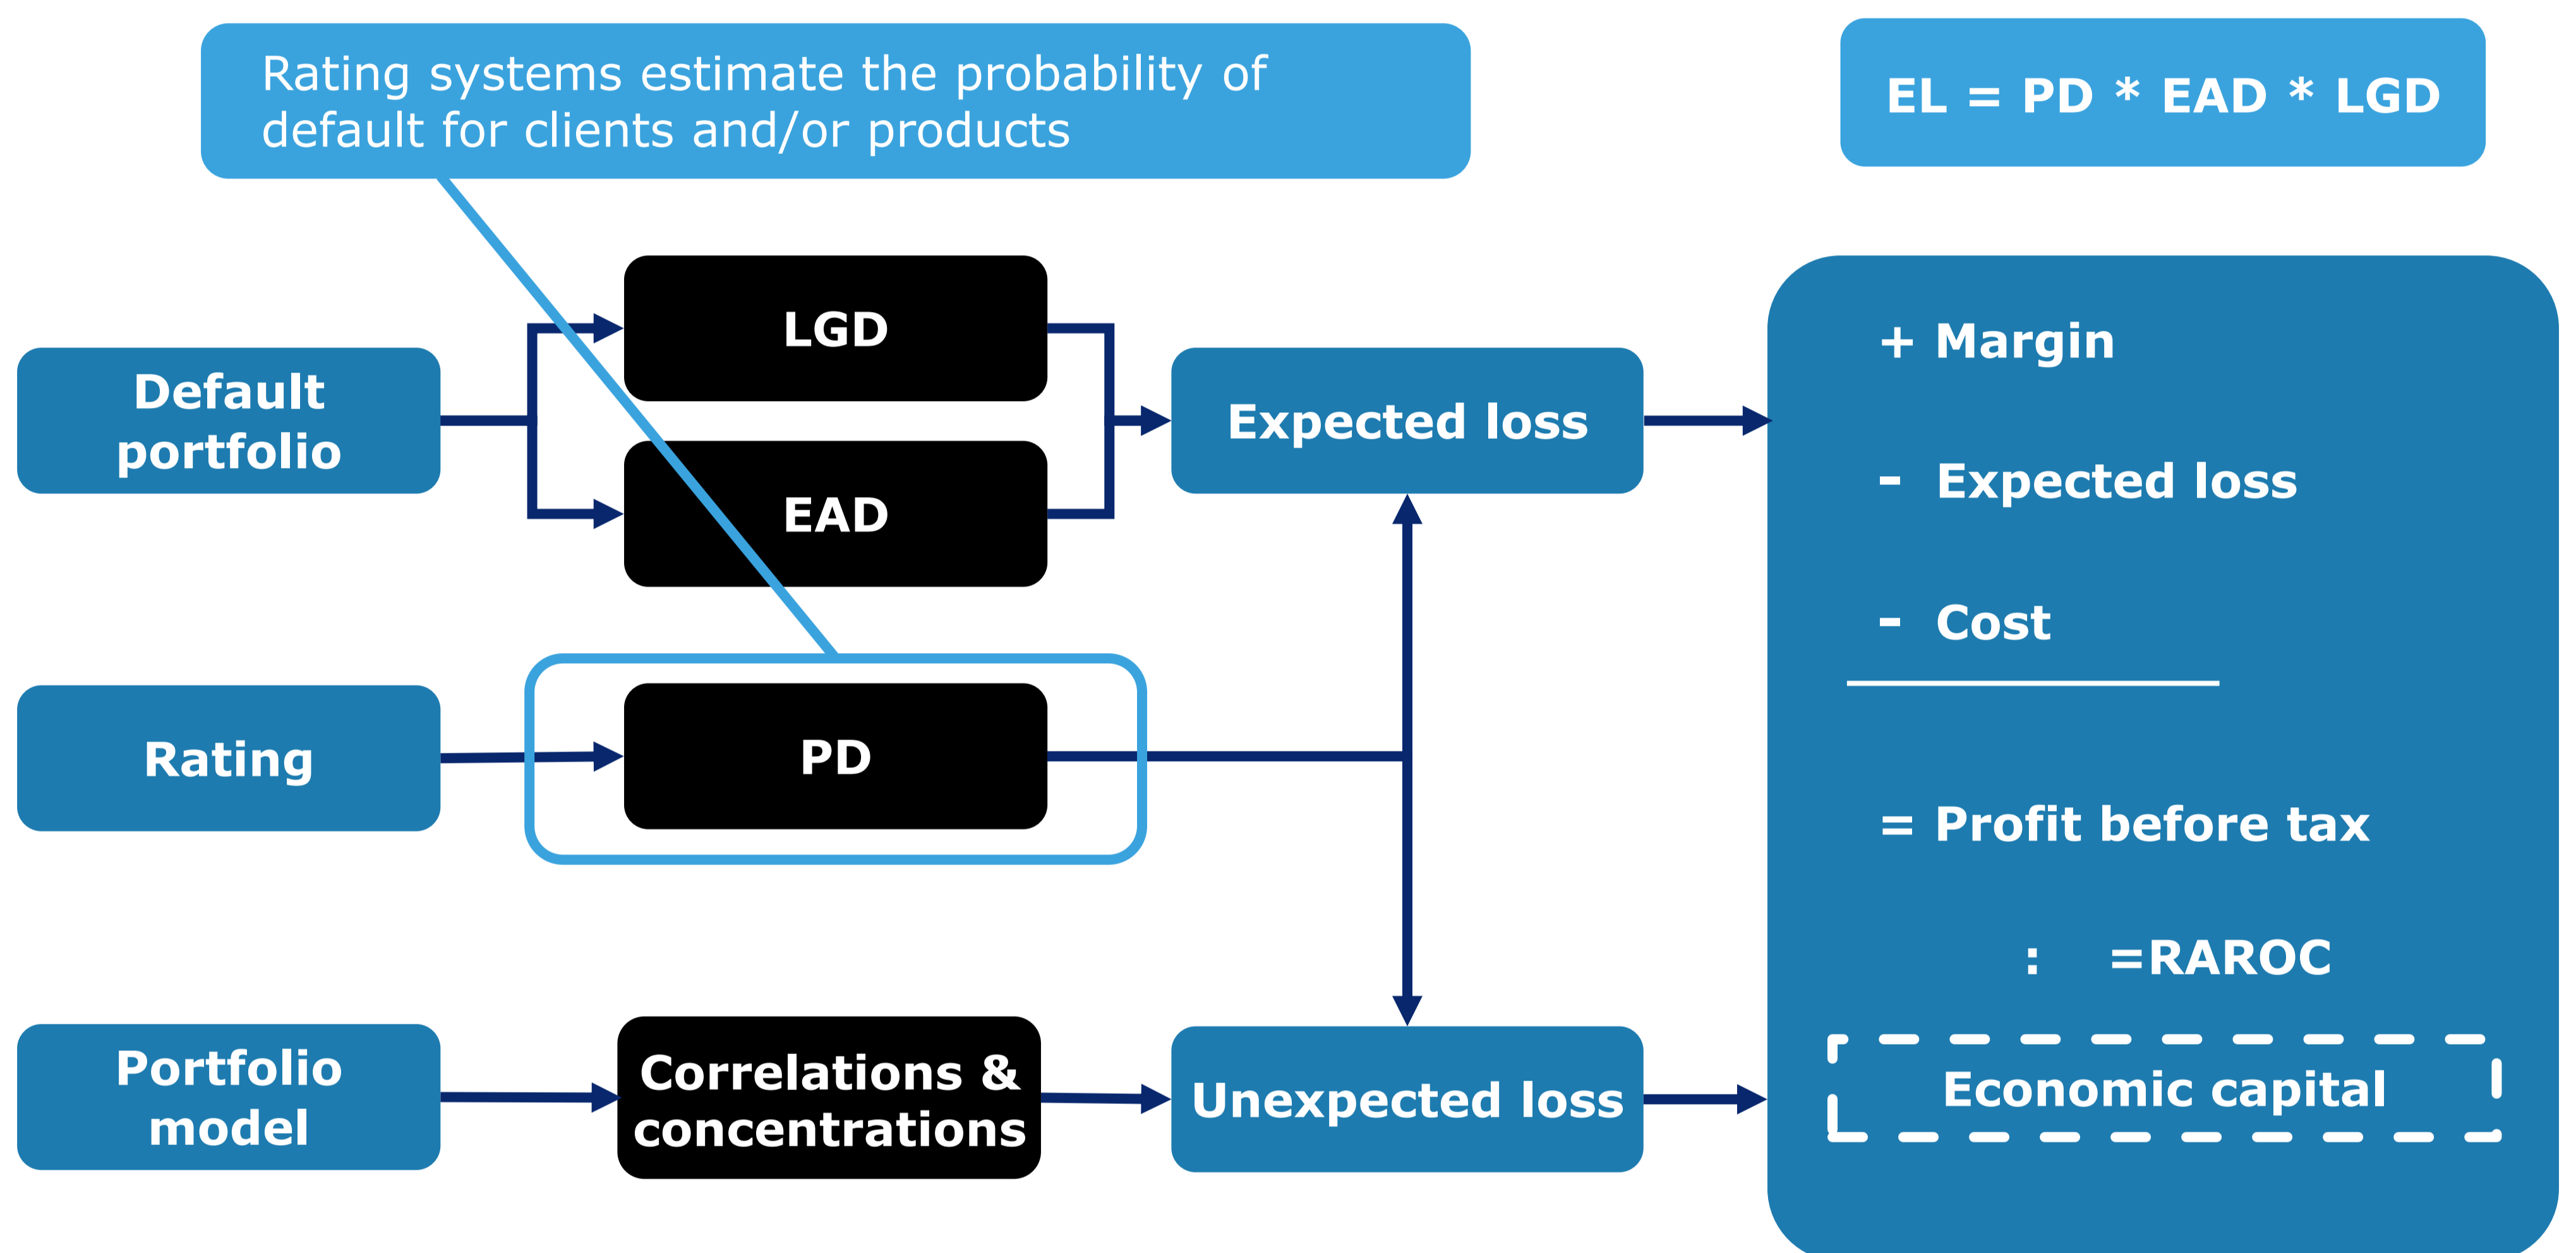 Rating systems estimate the probability of
default for clients and/or products
EL = PD * EAD * LGD
Default
portfolio
LGD
EAD
Expected loss
Rating
PD
Portfolio
model
Correlations &
concentrations
Unexpected loss
+ Margin
- Expected loss
- Cost
= Profit before tax
: =RAROC
Economic capital